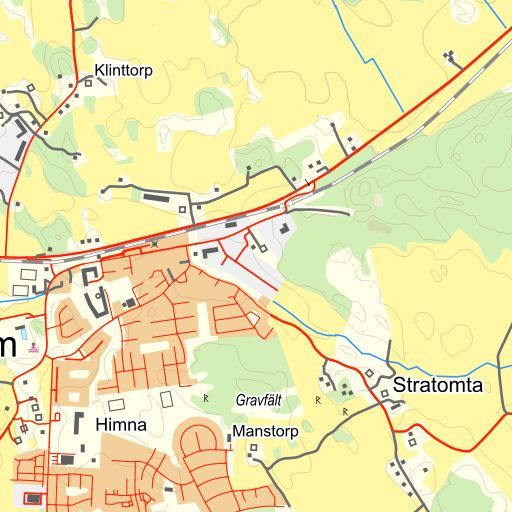 Klinttorp
m
Stratomta
Gravfält
R
R
R
Himna
Manstorp